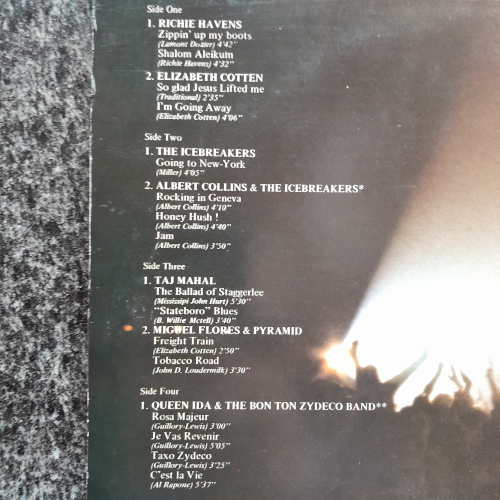 Side One
1. RICHIE HAVENS
Zippin' up my boots
(Lamont Dozier) 4'42"
Shalom Aleikum
(Richie Havens) 4'32"
2. ELIZABETH COTTEN
So glad Jesus Lifted me
(Traditional) 2'35"
I'm Going Away
(Elizabeth Cotten) 4'06"
Side Two
1. THE ICEBREAKERS
Going to New-York
(Miller) 4'05"
2. ALBERT COLLINS & THE ICEBREAKERS*
Rocking in Geneva
(Albert Collins) 4'10"
Honey Hush !
(Albert Collins) 4'40"
Jam
(Albert Collins) 3'50"
Side Three
1. TAJ MAHAL
The Ballad of Staggerlee
(Mississipi John Hurt) 5'30"
"Stateboro" Blues
(B. Willie Mctell) 3'40"
2. MIGUEL FLORES & PYRAMID
Freight Train
(Elizabeth Cotten) 2'50"
Tobacco Road
(John D. Loudermilk) 3'30"
Side Four
1. QUEEN IDA & THE BON TON ZYDECO BAND**
Rosa Majeur
(Guillory-Lewis) 3'00"
Je Vas Revenir
(Guillory-Lewis) 5'05"
Taxo Zydeco
(Guillory-Lewis) 3'25"
C'est la Vie
(Al Rapone) 5'37"